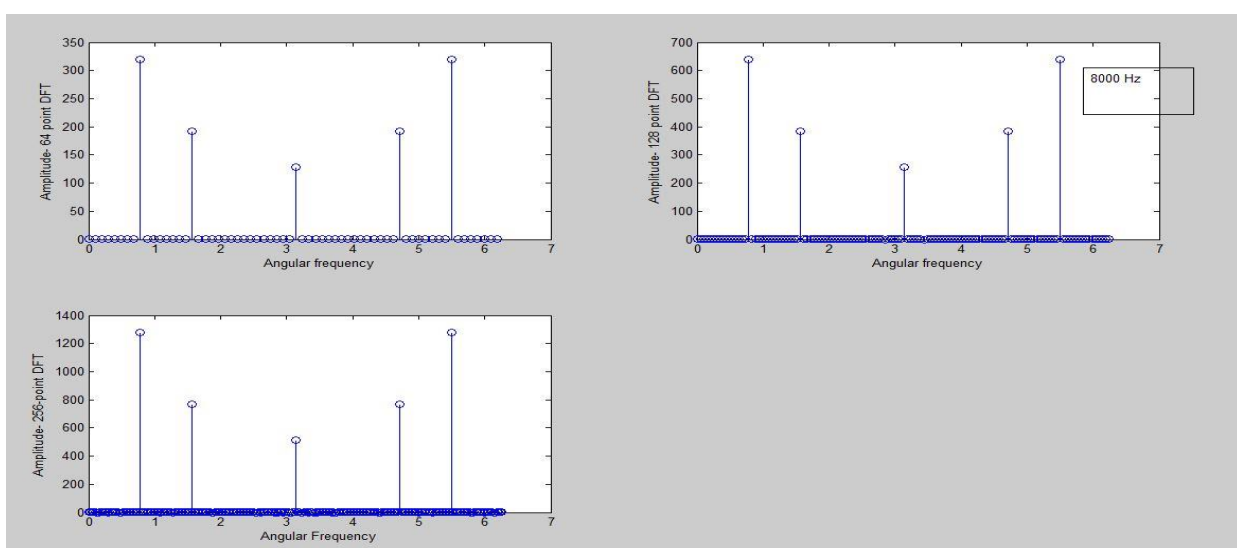 350
300
250
200
150
100
50
0
Amplitude- 64 point DFT
0 1 2 3 4 5 6 7
Angular frequency
700
600
500
400
300
200
100
0
Amplitude- 128 point DFT
0 1 2 3 4 5 6 7
Angular frequency
8000 Hz
1400
1200
1000
800
600
400
200
0
Amplitude- 256-point DFT
0 1 2 3 4 5 6 7
Angular Frequency